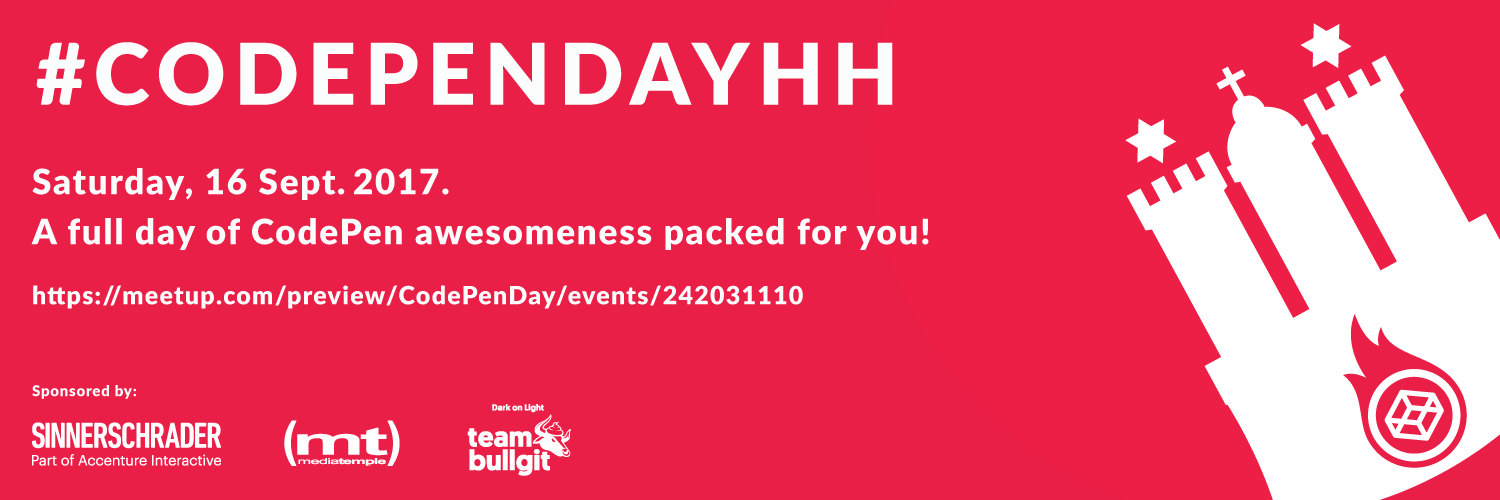 #CODEPENDAYHH
Saturday, 16 Sept. 2017.
A full day of CodePen awesomeness packed for you!
https://meetup.com/preview/CodePenDay/events/242031110
Sponsored by:
SINNERSCHRADER
Part of Accenture Interactive
(mt)
mediatemple
Dark on Light
team
bullgit